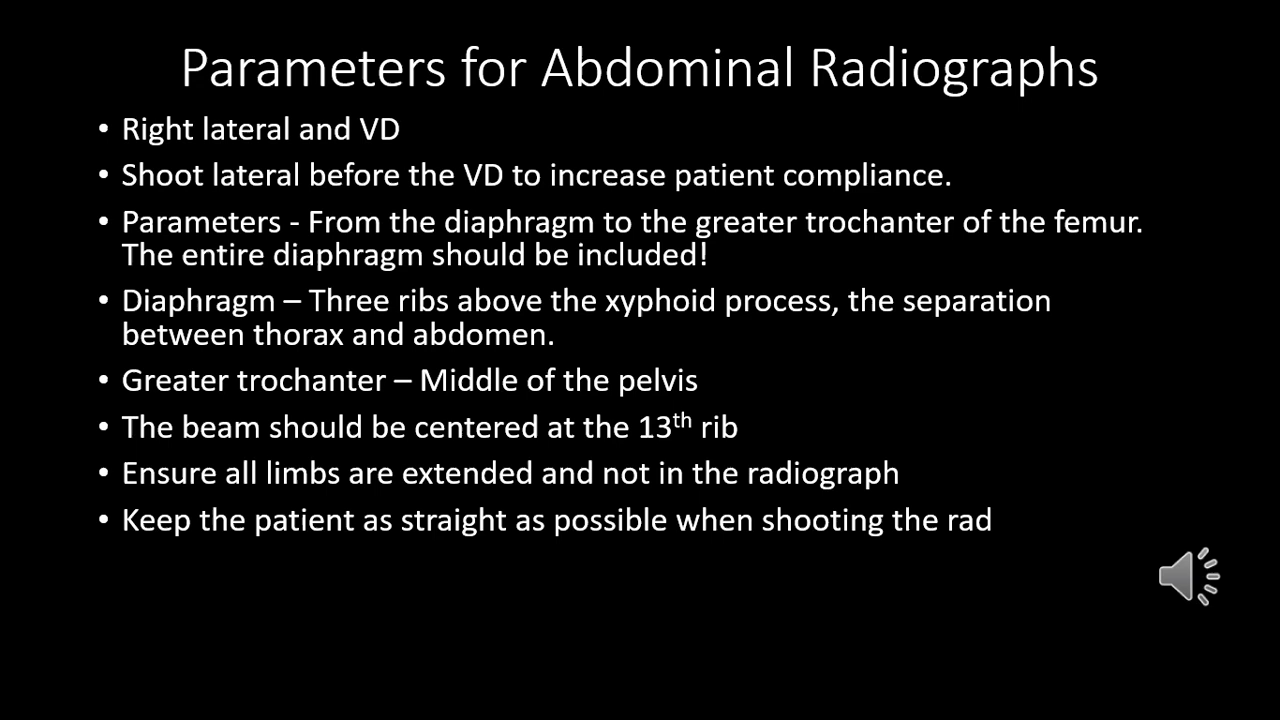 Parameters for Abdominal Radiographs
• Right lateral and VD
• Shoot lateral before the VD to increase patient compliance.
• Parameters - From the diaphragm to the greater trochanter of the femur.
The entire diaphragm should be included!
• Diaphragm – Three ribs above the xyphoid process, the separation
between thorax and abdomen.
• Greater trochanter – Middle of the pelvis
• The beam should be centered at the 13th rib
• Ensure all limbs are extended and not in the radiograph
• Keep the patient as straight as possible when shooting the rad